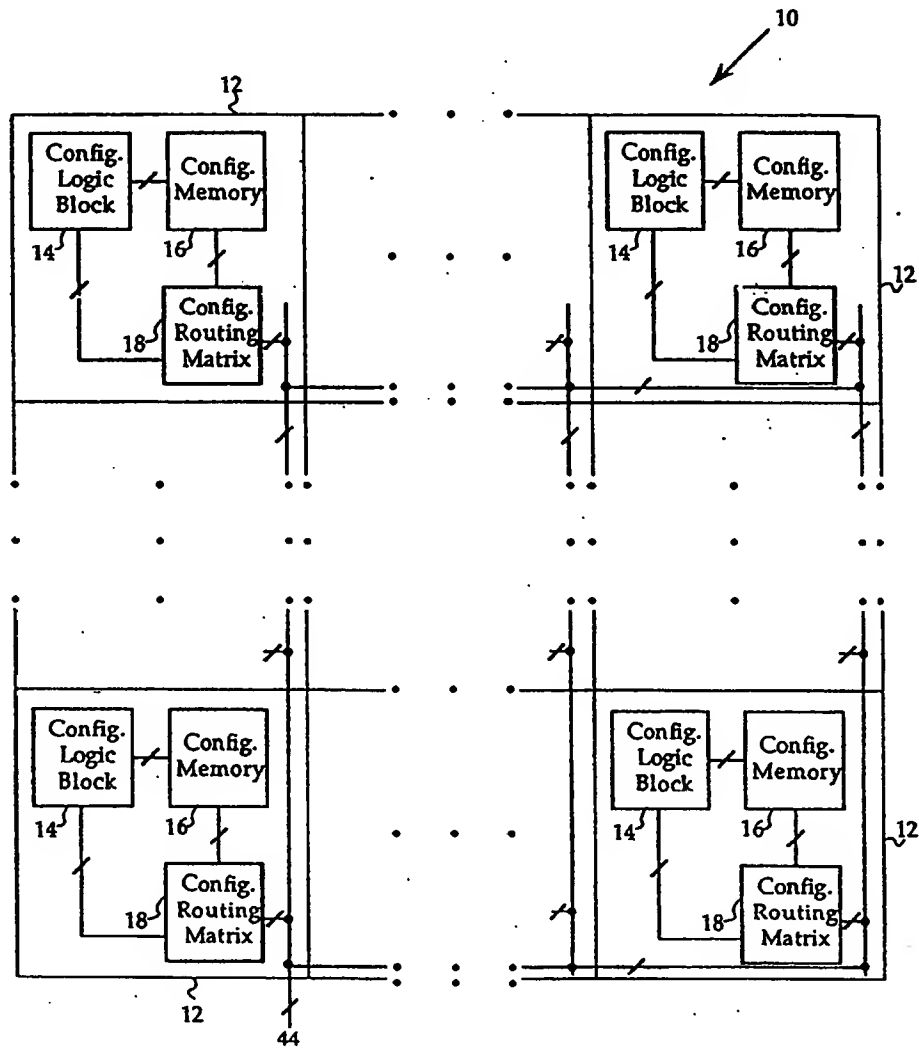 10
12
Config.
Logic
Block
Config.
Memory
14
16
18
Config.
Routing
Matrix
Config.
Logic
Block
Config.
Memory
14
16
12
18
Config.
Routing
Matrix
Config.
Logic
Block
Config.
Memory
14
16
18
Config.
Routing
Matrix
12
44
Config.
Logic
Block
Config.
Memory
14
16
12
18
Config.
Routing
Matrix